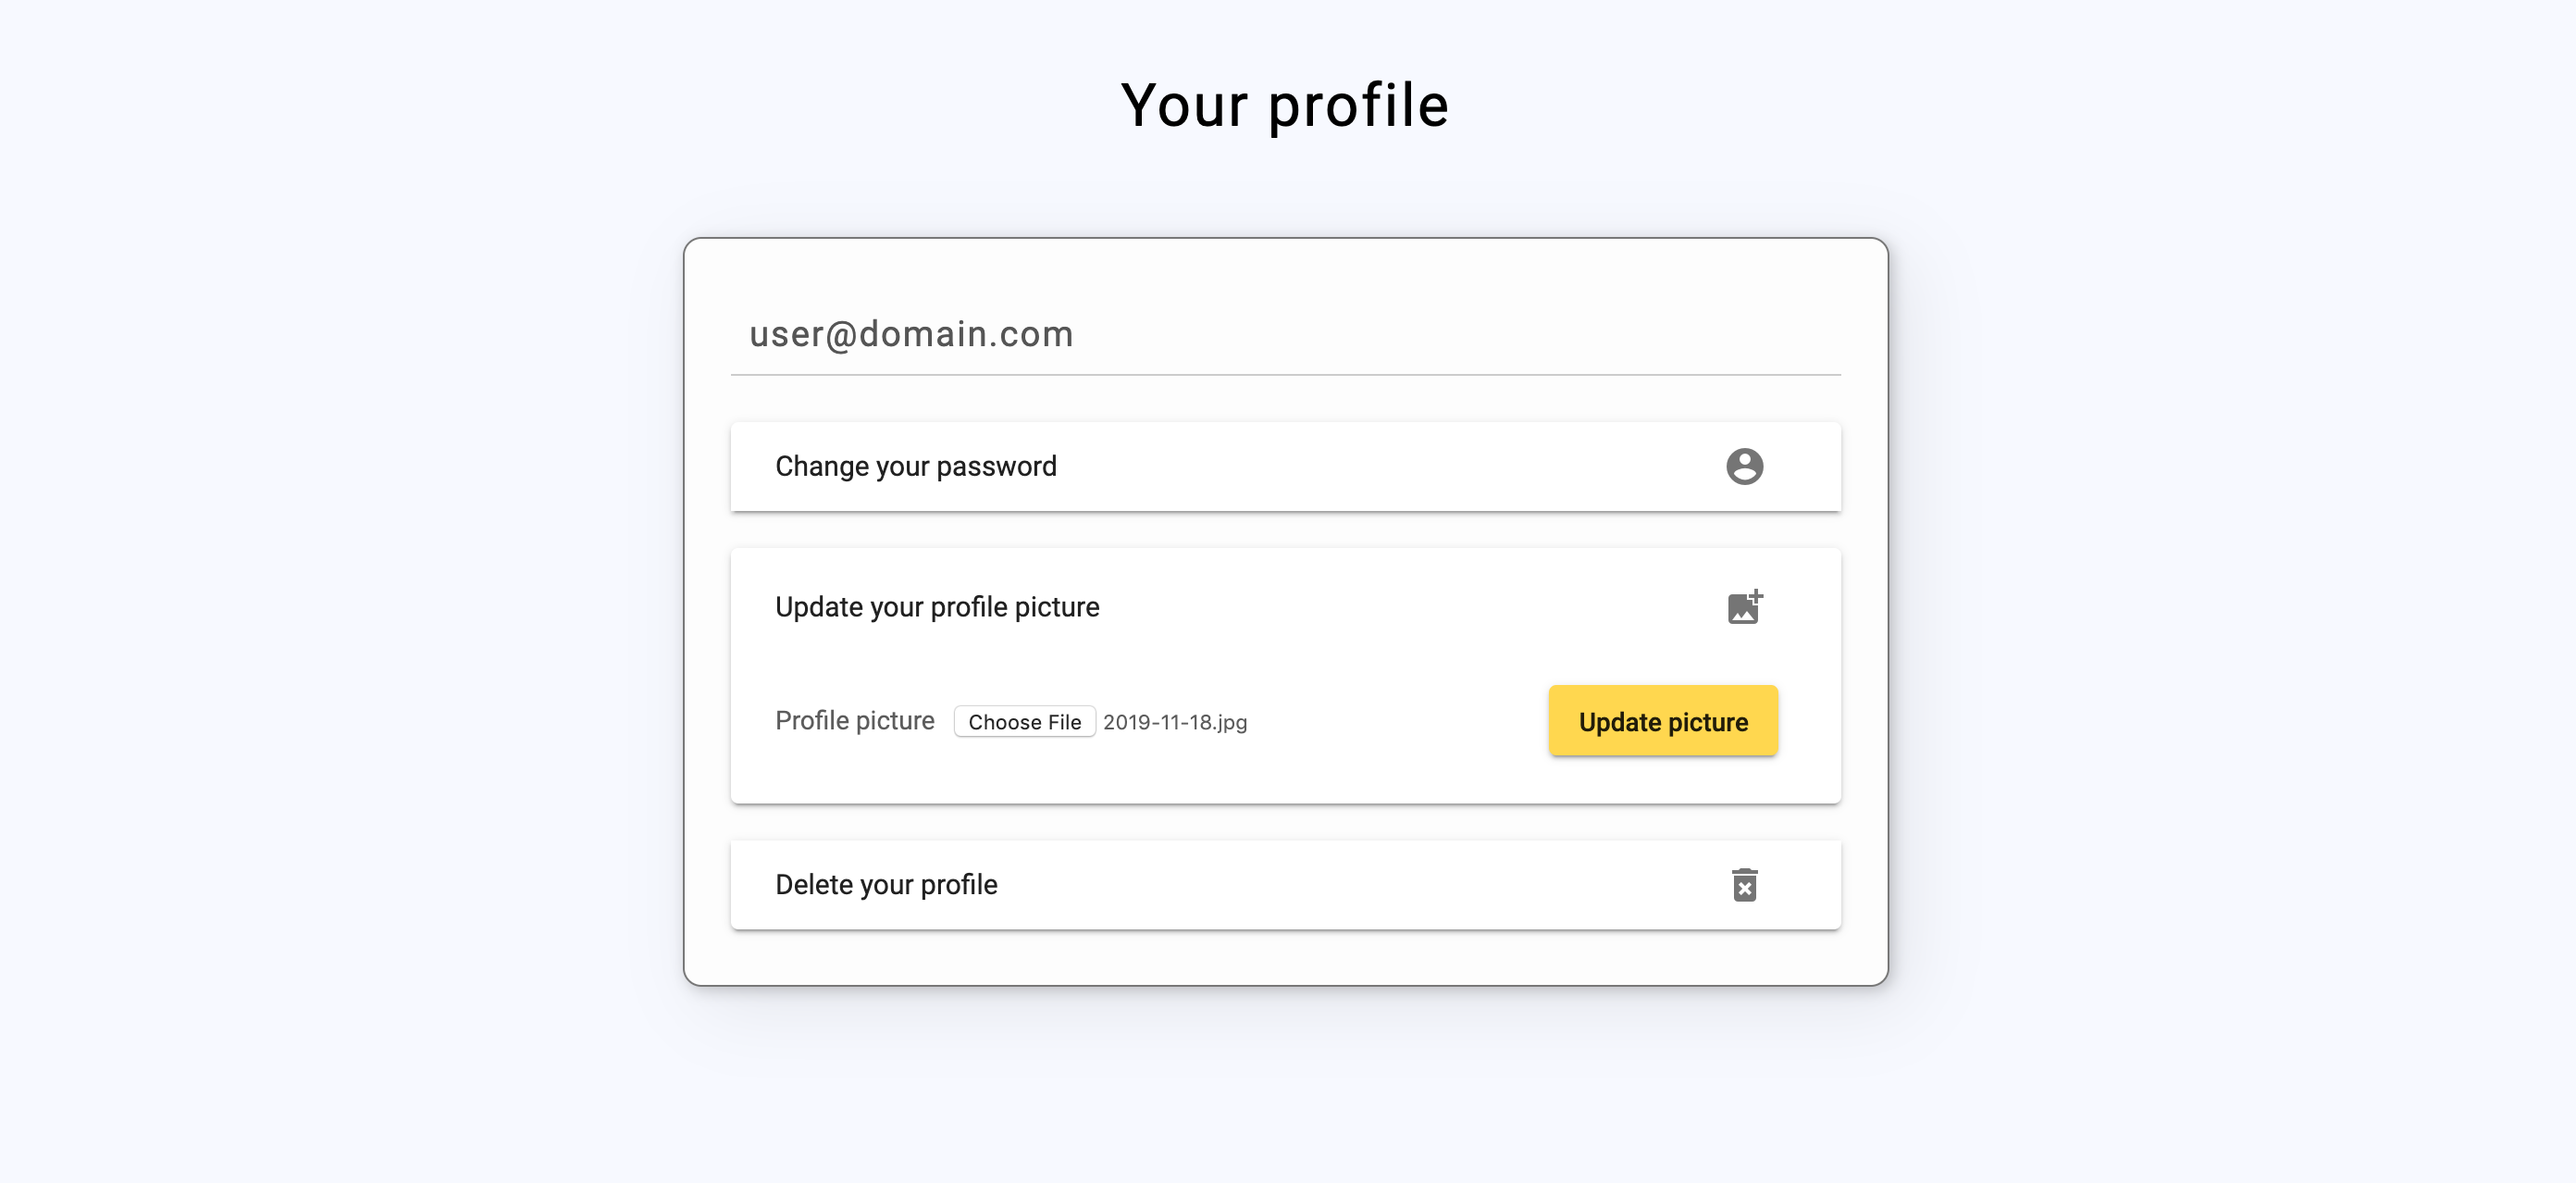 Your profile
user@domain.com
Change your password
Update your profile picture
Profile picture Choose File 2019-11-18.jpg Update picture
Delete your profile